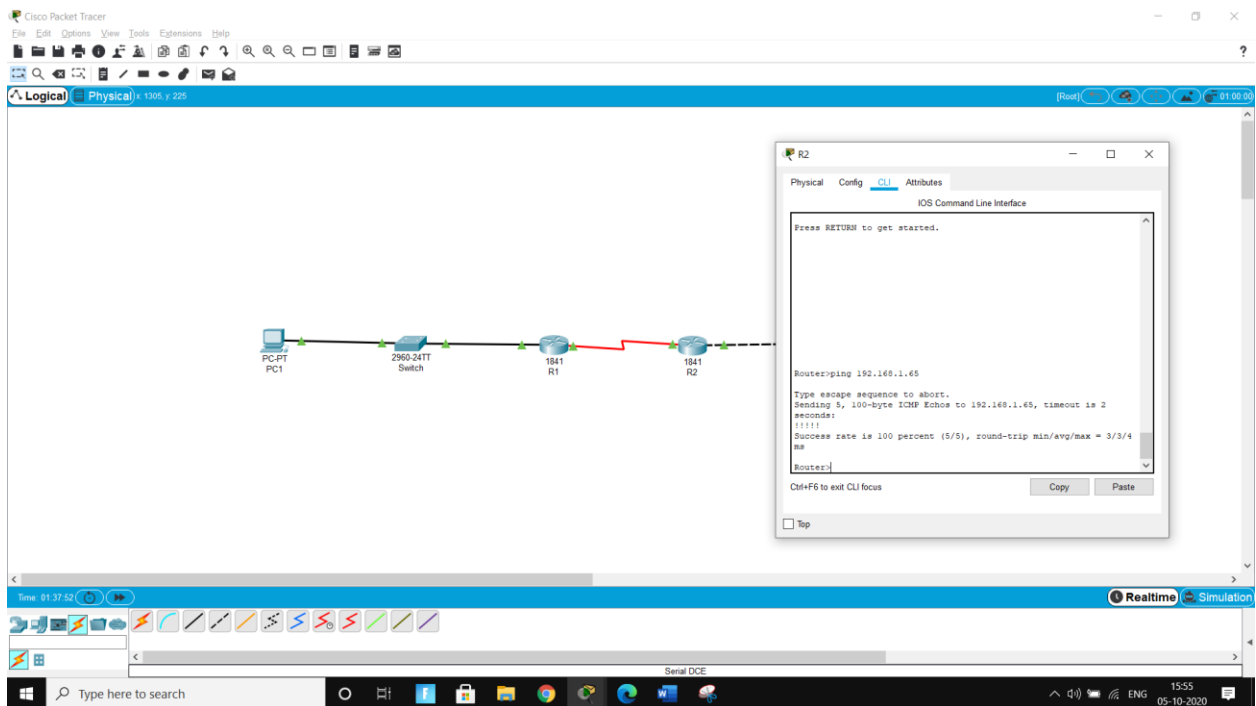 Cisco Packet Tracer
File Edit Options View Tools Extensions Help
?
Logical Physical x: 1305, y: 225 [Root] 01:00:00
R2
Physical Config CLI Attributes
IOS Command Line Interface
Press RETURN to get started.
Router>ping 192.168.1.65
Type escape sequence to abort.
Sending 5, 100-byte ICMP Echos to 192.168.1.65, timeout is 2
seconds:
!!!!!
Success rate is 100 percent (5/5), round-trip min/avg/max = 3/3/4
ms
Router>
Ctrl+F6 to exit CLI focus Copy Paste
Top
PC-PT
PC1
2960-24TT
Switch
1841
R1
1841
R2
Time: 01:37:52 Realtime Simulation
Serial DCE
Type here to search
ENG 15:55
05-10-2020